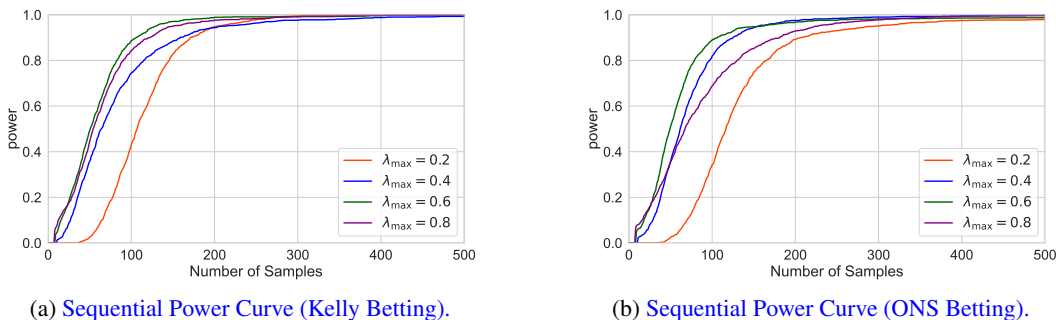 1.0
0.8
0.6
0.4
0.2
0.0
power
λmax = 0.2
λmax = 0.4
λmax = 0.6
λmax = 0.8
0 100 200 300 400 500
Number of Samples
(a) Sequential Power Curve (Kelly Betting).
1.0
0.8
0.6
0.4
0.2
0.0
power
λmax = 0.2
λmax = 0.4
λmax = 0.6
λmax = 0.8
0 100 200 300 400 500
Number of Samples
(b) Sequential Power Curve (ONS Betting).